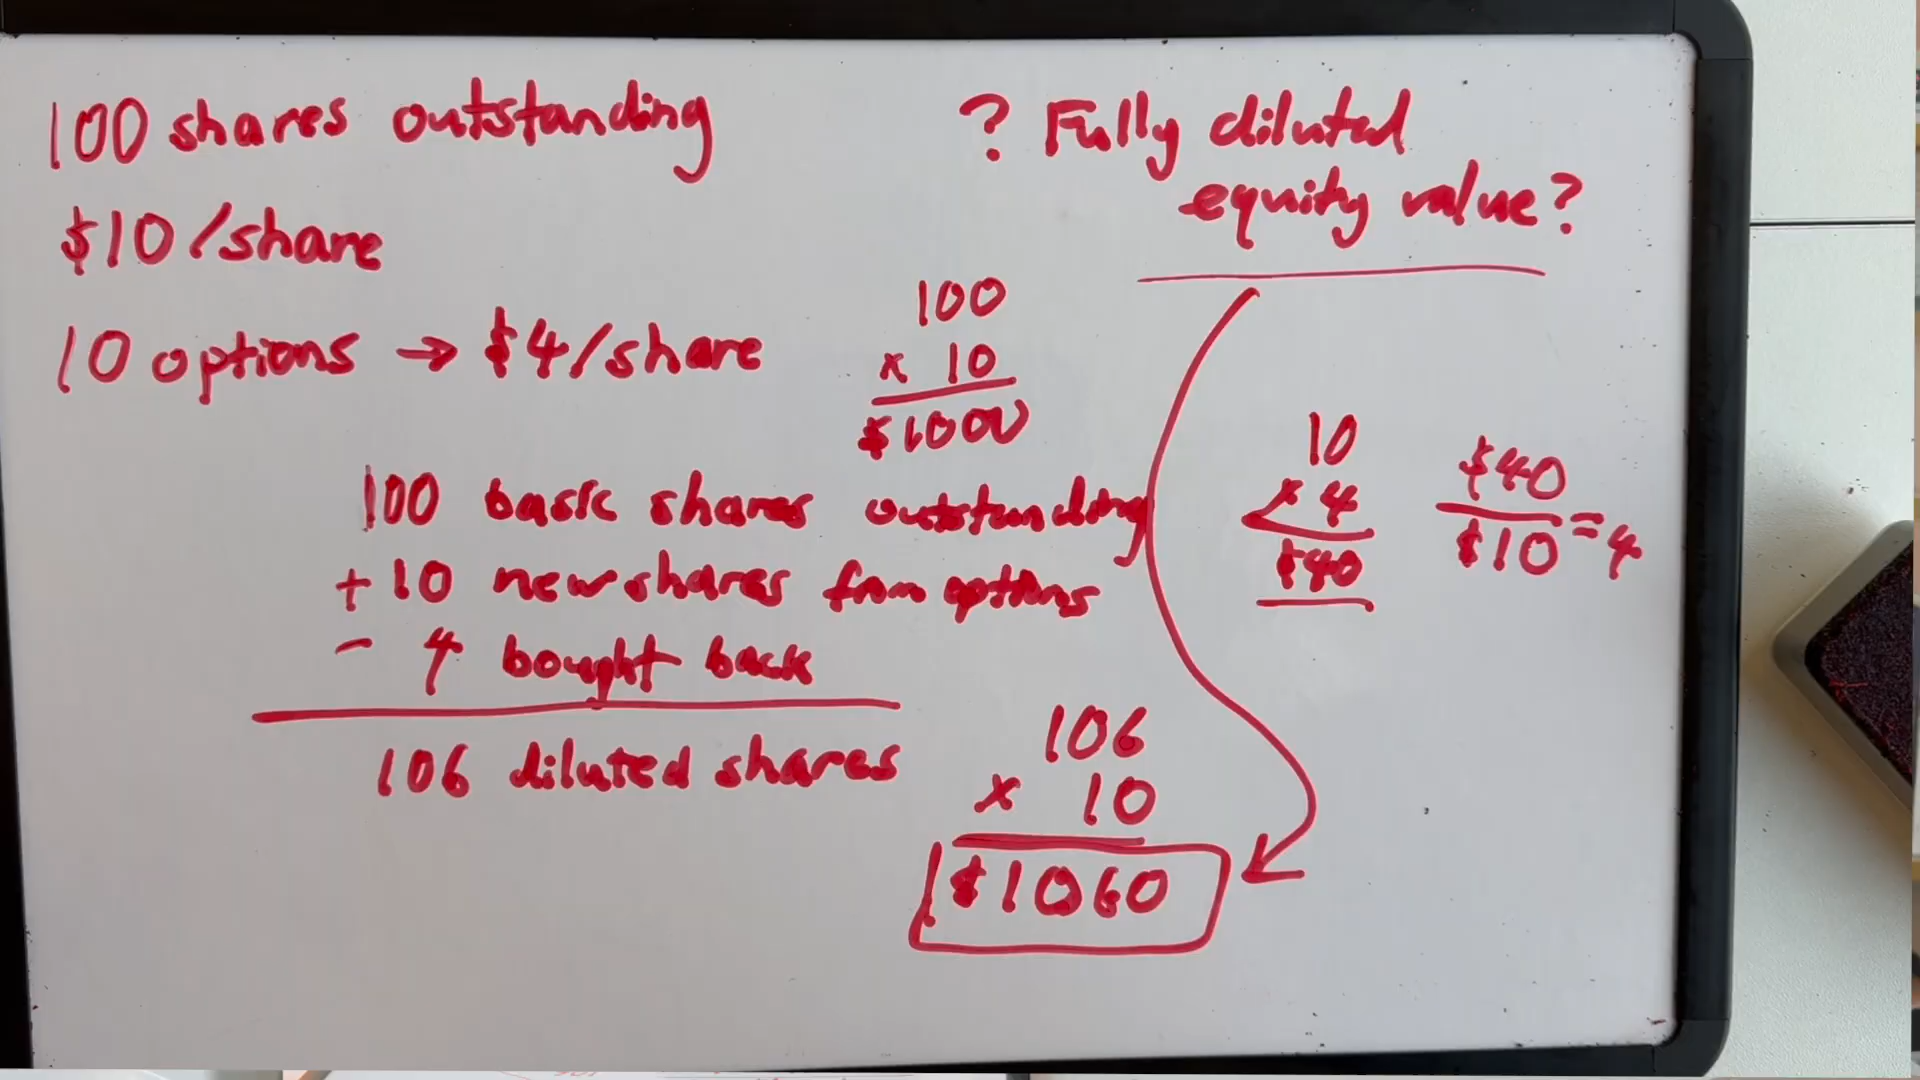 100 shares outstanding
$10/share
10 options → $4/share
? Fully diluted
equity value?
100
x 10
$1000
10
x 4
$40
$40
$10 = 4
100 basic shares outstanding
+ 10 new shares from options
- 4 bought back
106 diluted shares
106
x 10
$1060